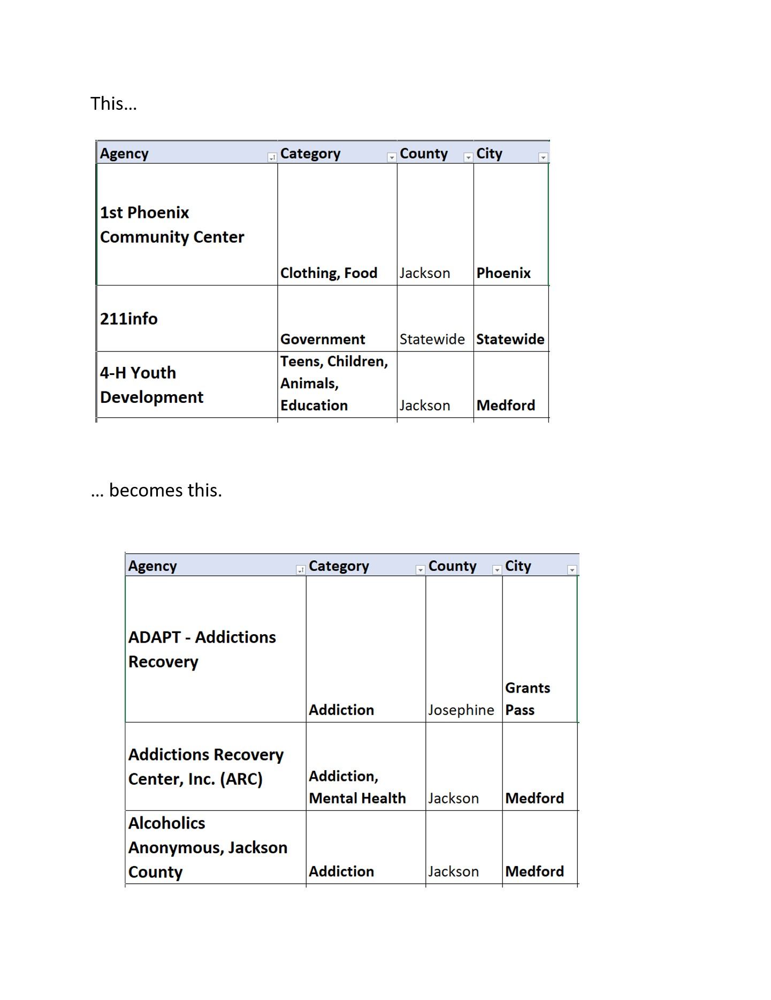 This...
Agency Category County City
1st Phoenix
Community Center
Clothing, Food Jackson Phoenix
211info
Government Statewide Statewide
4-H Youth
Development
Teens, Children,
Animals,
Education Jackson Medford
... becomes this.
Agency Category County City
ADAPT - Addictions
Recovery
Addiction Josephine Grants
Pass
Addictions Recovery
Center, Inc. (ARC)
Addiction,
Mental Health Jackson Medford
Alcoholics
Anonymous, Jackson
County
Addiction Jackson Medford